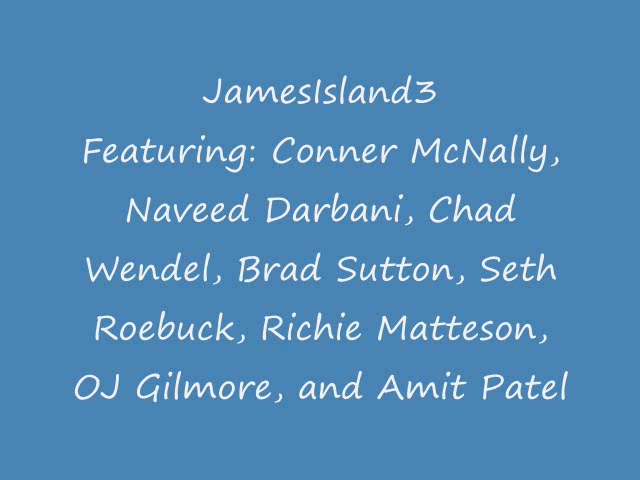 JamesIsland3
Featuring: Conner McNally,
Naveed Darbani, Chad
Wendel, Brad Sutton, Seth
Roebuck, Richie Matteson,
OJ Gilmore, and Amit Patel